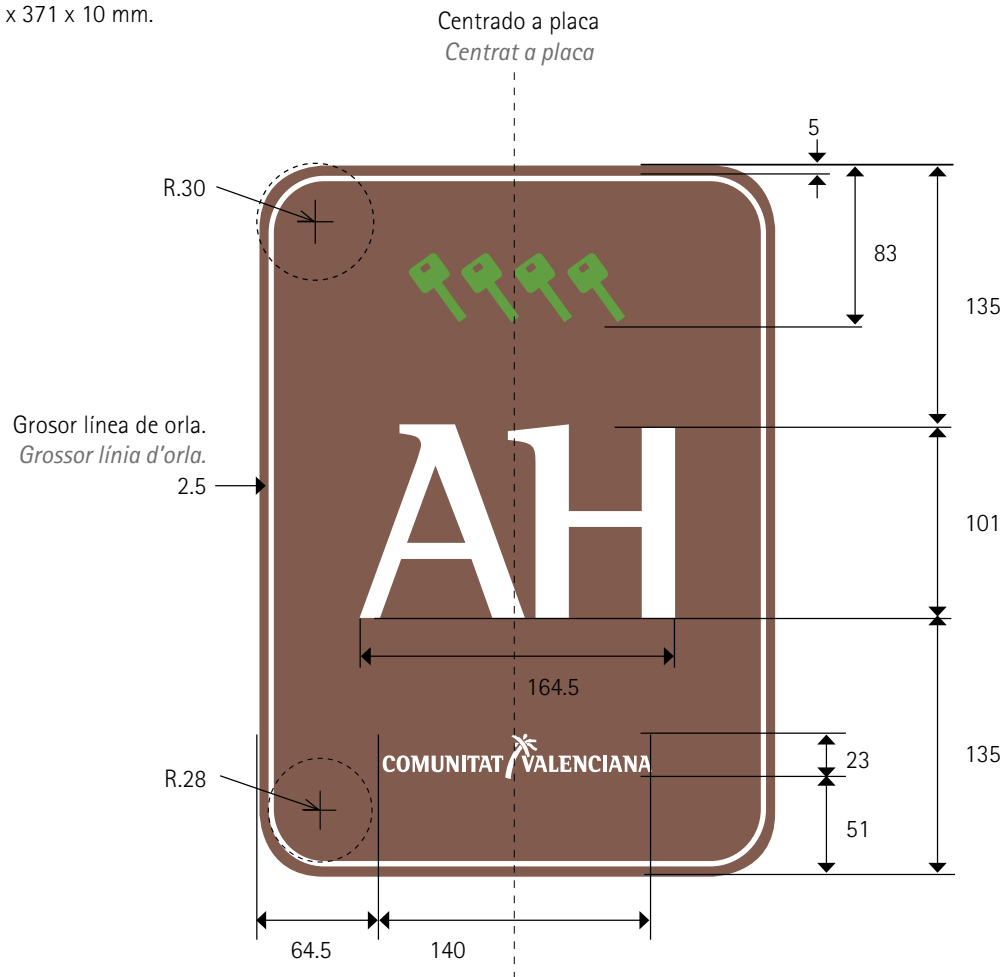 x 371 x 10 mm.
Centrado a placa
Centrat a placa
5
R.30
83
135
Grosor línea de orla.
Grossor línia d'orla.
2.5
AH
101
164.5
COMUNITAT VALENCIANA
23
135
R.28
51
64.5
140